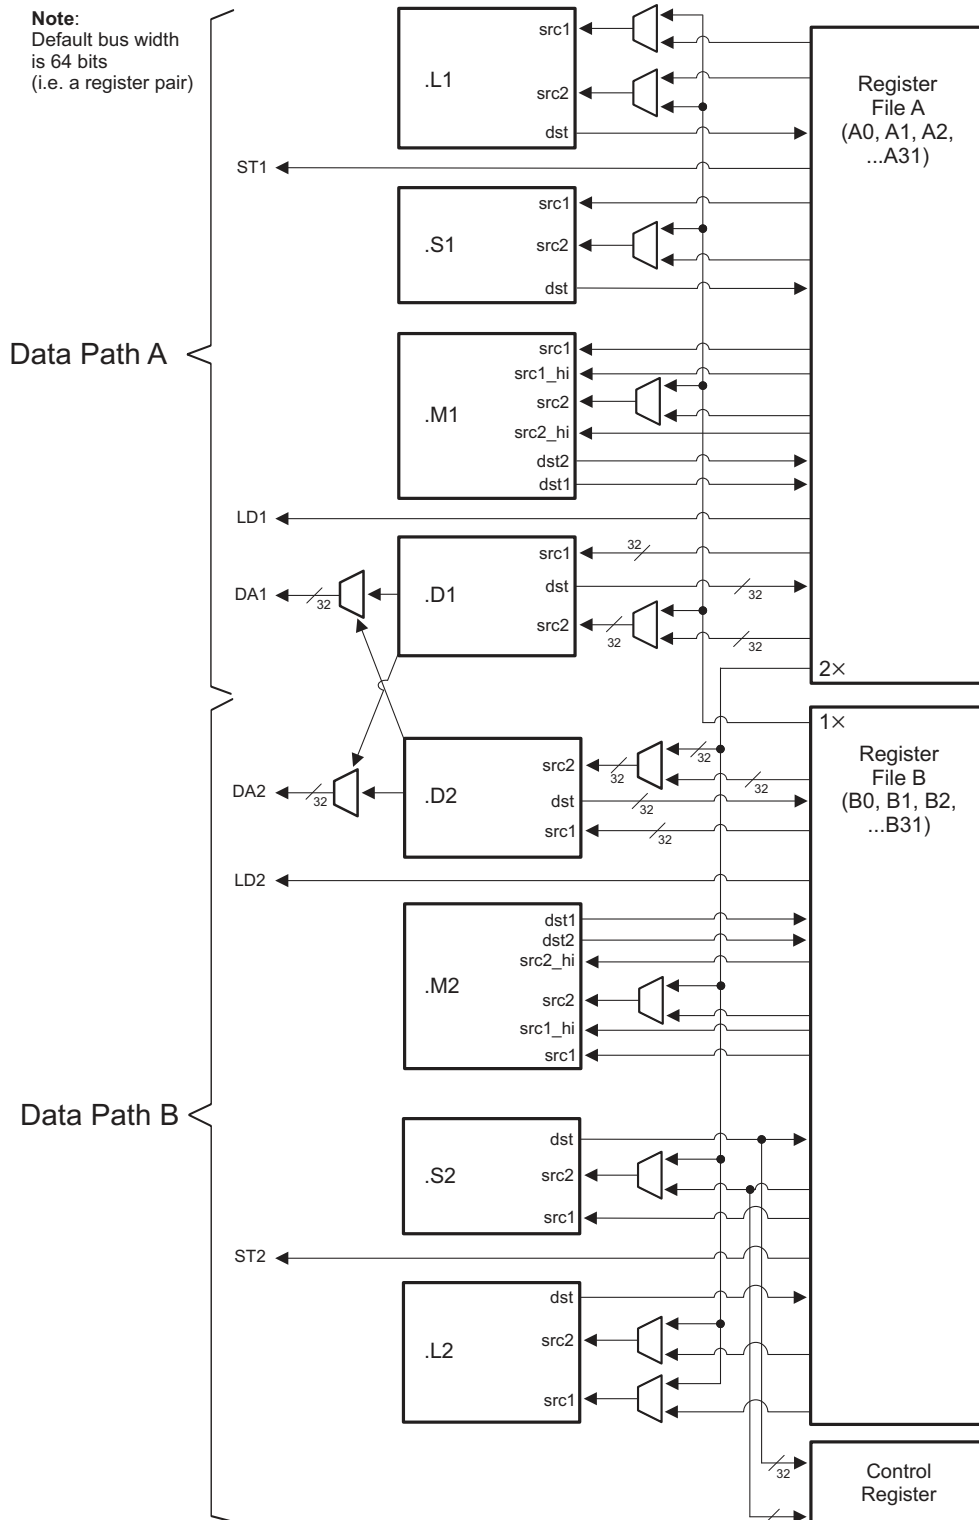 Note:
Default bus width
is 64 bits
(i.e. a register pair)
src1
.L1
src2
dst
Register
File A
(A0, A1, A2,
...A31)
ST1
src1
.S1
src2
dst
Data Path A
src1
src1_hi
.M1
src2
src2_hi
dst2
dst1
LD1
src1
32
.D1
dst
32
DA1
32
src2
32
32
2×
1×
src2
32
32
32
DA2
32
.D2
dst
32
src1
32
Register
File B
(B0, B1, B2,
...B31)
LD2
dst1
dst2
src2_hi
.M2
src2
src1_hi
src1
Data Path B
dst
.S2
src2
src1
ST2
dst
.L2
src2
src1
32
Control
Register